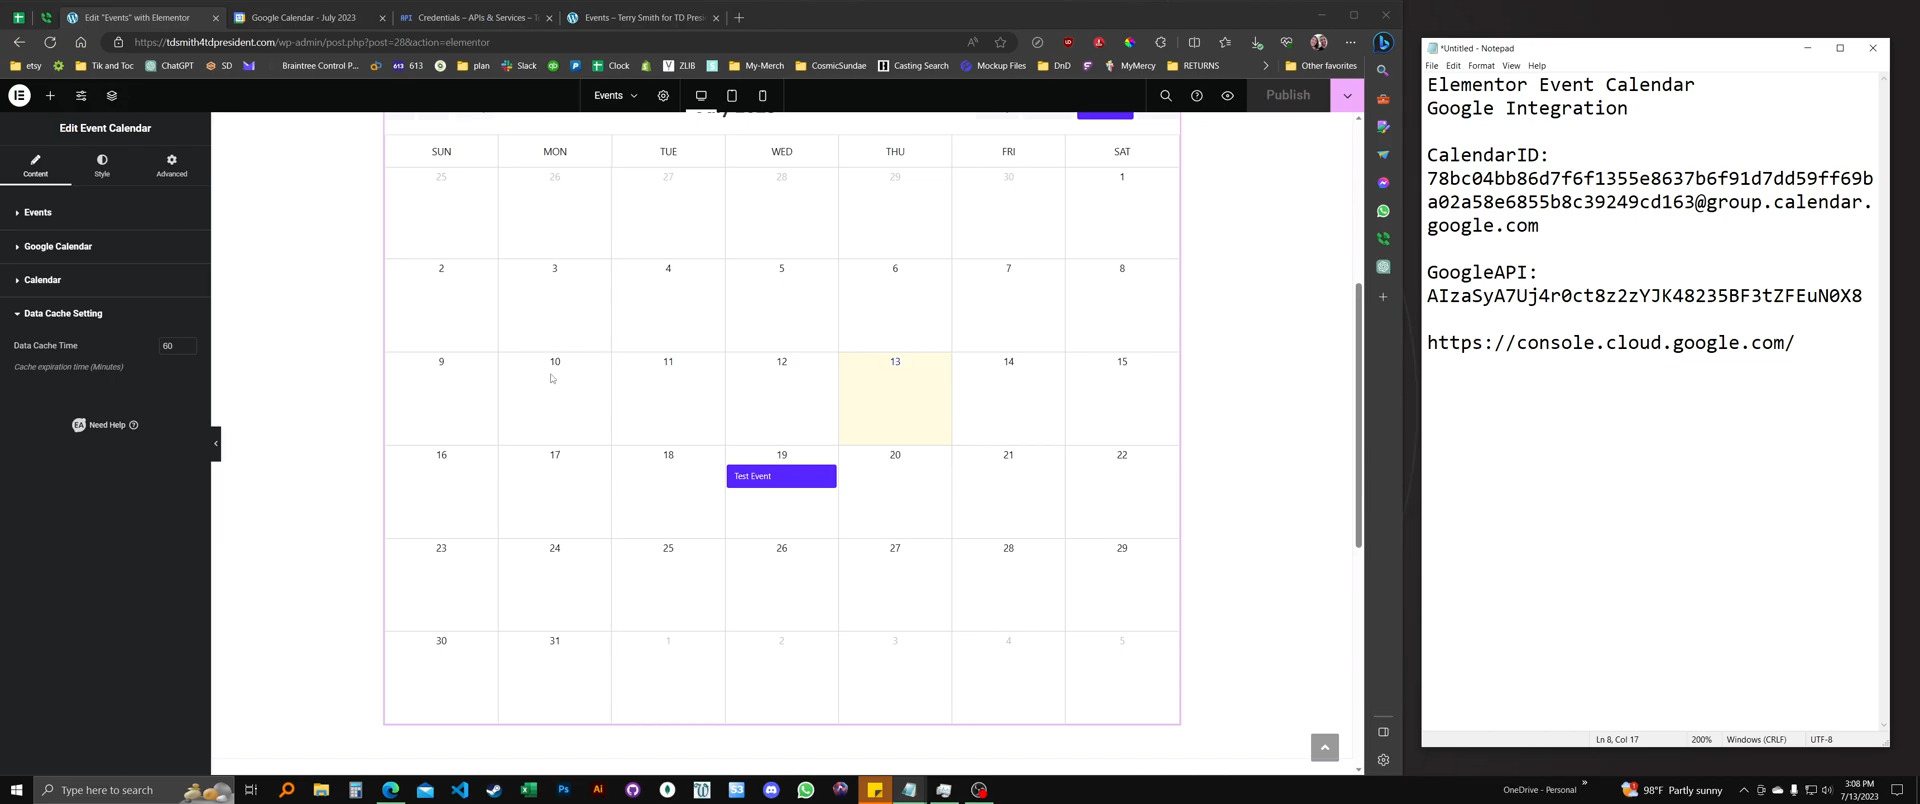 Edit "Events" with Elementor
Google Calendar - July 2023
API Credentials – APIs & Services – T
Events – Terry Smith for TD Presi
https://tdsmith4tdpresident.com/wp-admin/post.php?post=28&action=elementor
etsy Tik and Toc ChatGPT SD Braintree Control P... 613 613 plan Slack Clock ZLIB My-Merch CosmicSundae Casting Search Mockup Files DnD MyMercy RETURNS Other favorites
Events Publish
Edit Event Calendar
Content Style Advanced
Events
Google Calendar
Calendar
Data Cache Setting
Data Cache Time 60
Cache expiration time (Minutes)
EA Need Help
SUN MON TUE WED THU FRI SAT
25 26 27 28 29 30 1
2 3 4 5 6 7 8
9 10 11 12 13 14 15
16 17 18 19 20 21 22
Test Event
23 24 25 26 27 28 29
30 31 1 2 3 4 5
*Untitled - Notepad
File Edit Format View Help
Elementor Event Calendar
Google Integration
CalendarID:
78bc04bb86d7f6f1355e8637b6f91d7dd59ff69b
a02a58e6855b8c39249cd163@group.calendar.
google.com
GoogleAPI:
AIzaSyA7Uj4r0ct8z2zYJK48235BF3tZFEuN0X8
https://console.cloud.google.com/
Ln 8, Col 17 200% Windows (CRLF) UTF-8
Type here to search
OneDrive - Personal
98°F Partly sunny
3:08 PM
7/13/2023